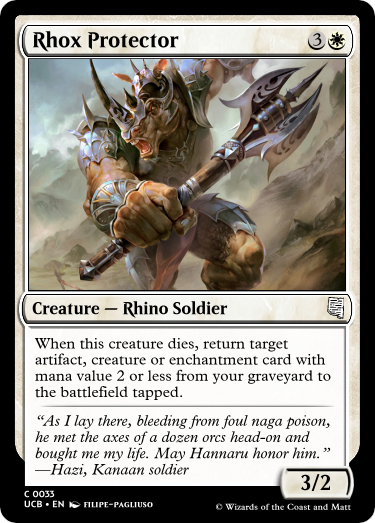 Rhox Protector 3
Creature — Rhino Soldier
When this creature dies, return target
artifact, creature or enchantment card with
mana value 2 or less from your graveyard to
the battlefield tapped.
“As I lay there, bleeding from foul naga poison,
he met the axes of a dozen orcs head-on and
bought me my life. May Hannaru honor him.”
—Hazi, Kanaan soldier
3/2
C 0033
UCB • EN FILIPE-PAGLIUSO
© Wizards of the Coast and Matt